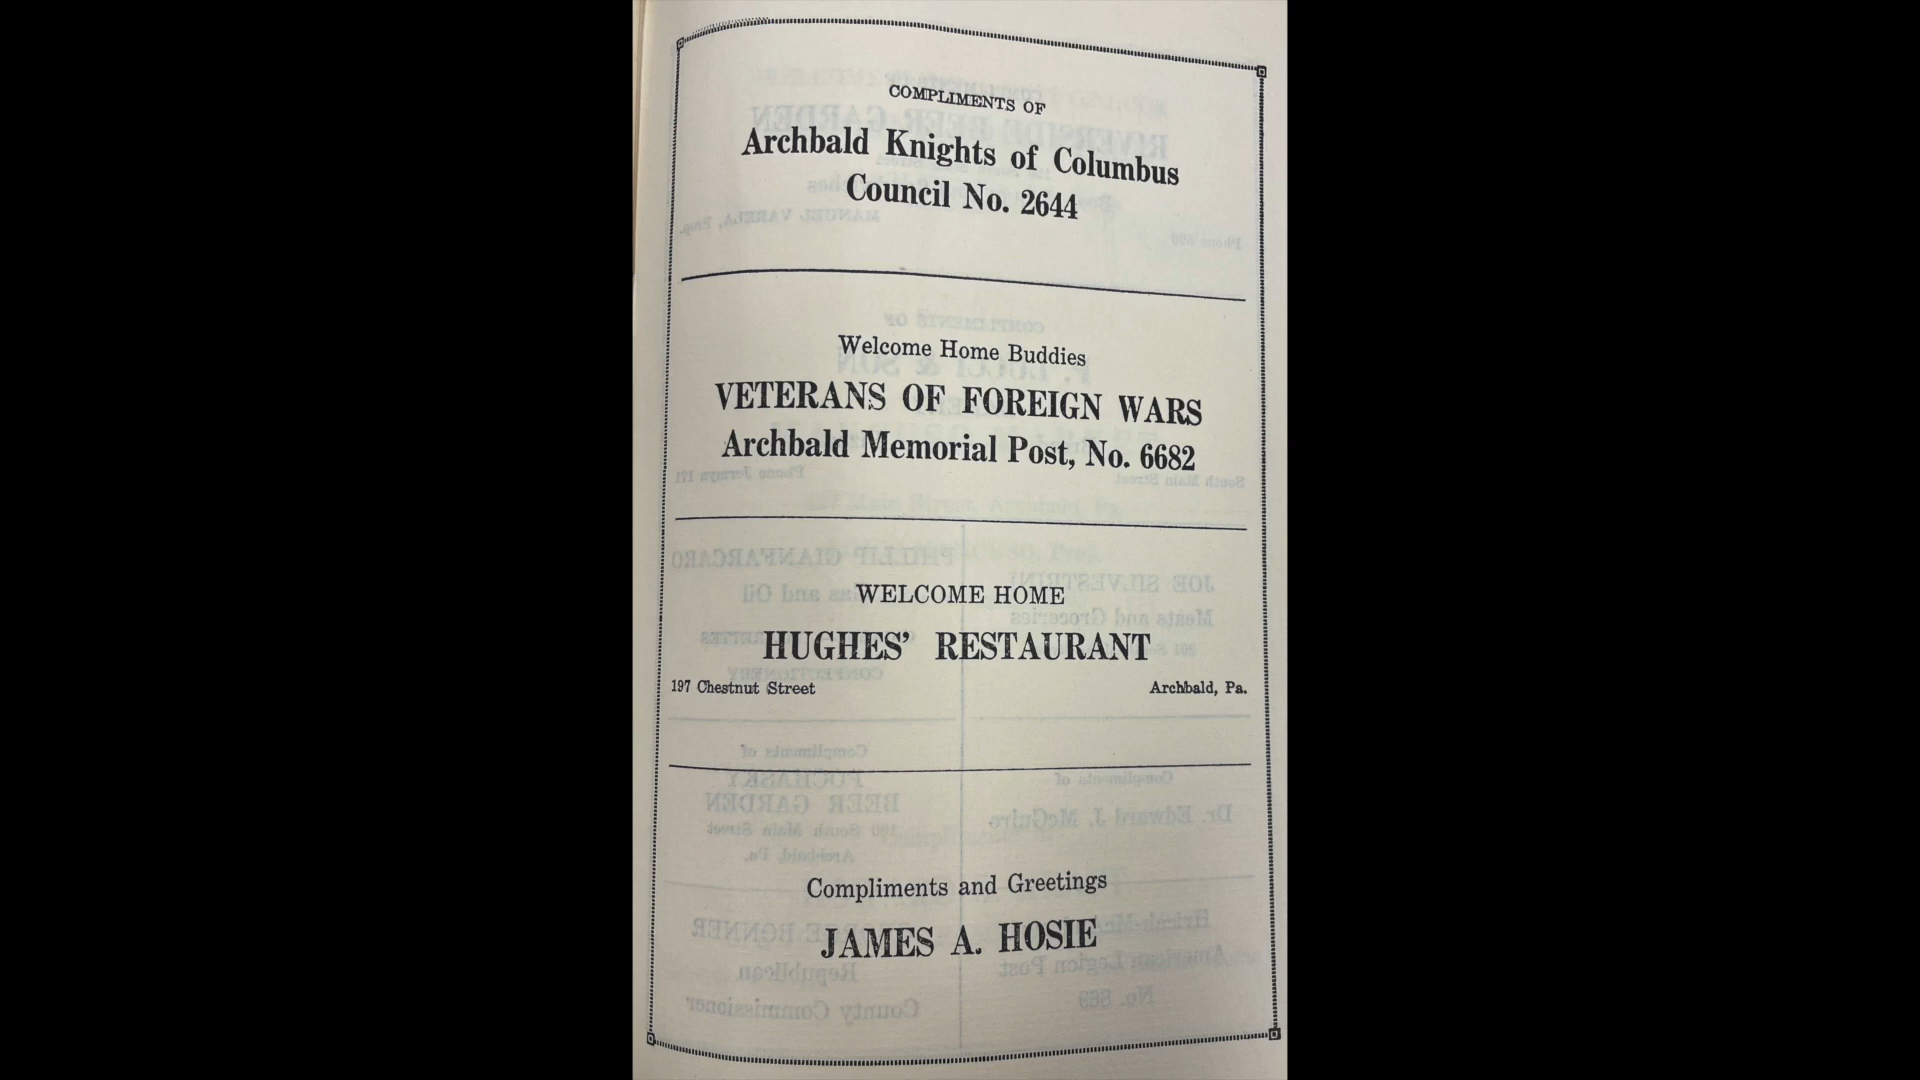 COMPLIMENTS OF
Archbald Knights of Columbus
Council No. 2644
Welcome Home Buddies
VETERANS OF FOREIGN WARS
Archbald Memorial Post, No. 6682
WELCOME HOME
HUGHES' RESTAURANT
197 Chestnut Street Archbald, Pa.
Compliments and Greetings
JAMES A. HOSIE